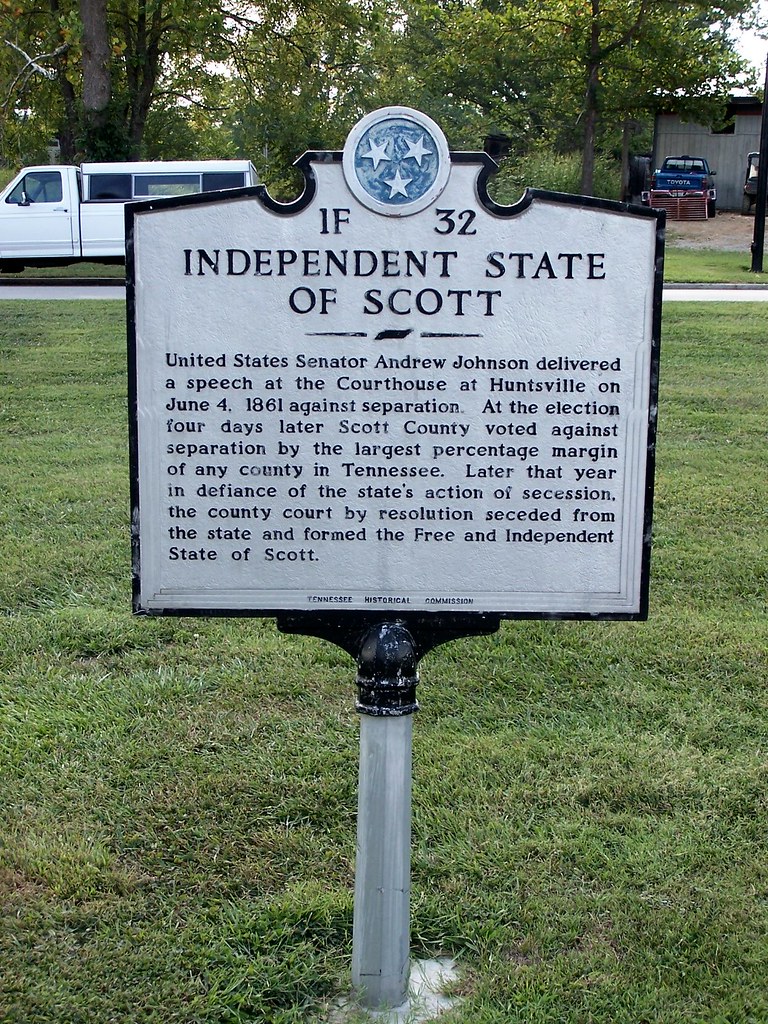 TOYOTA
1F 32
INDEPENDENT STATE
OF SCOTT
United States Senator Andrew Johnson delivered
a speech at the Courthouse at Huntsville on
June 4, 1861 against separation. At the election
four days later Scott County voted against
separation by the largest percentage margin
of any county in Tennessee. Later that year
in defiance of the state's action of secession,
the county court by resolution seceded from
the state and formed the Free and Independent
State of Scott.
TENNESSEE HISTORICAL COMMISSION